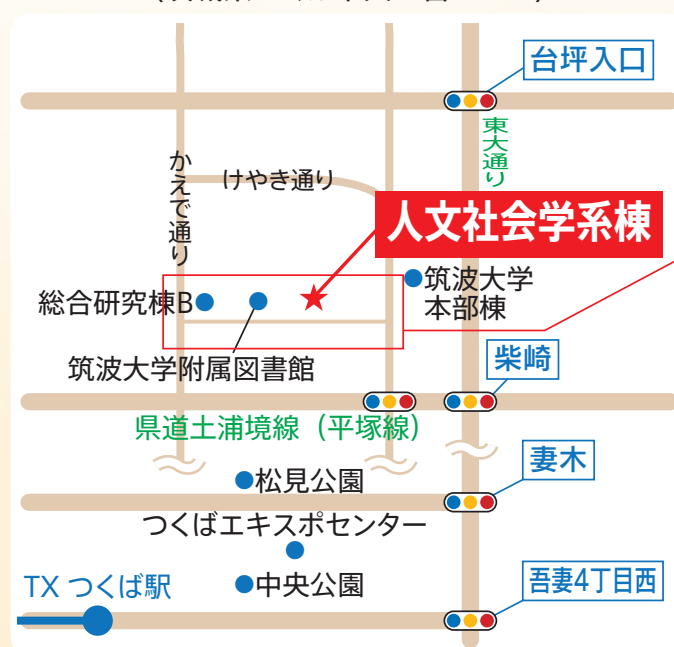 台坪入口
東大通り
かえで通り
けやき通り
人文社会学系棟
筑波大学
本部棟
総合研究棟B
筑波大学附属図書館
柴崎
県道土浦境線（平塚線）
妻木
松見公園
つくばエキスポセンター
TX つくば駅
中央公園
吾妻4丁目西